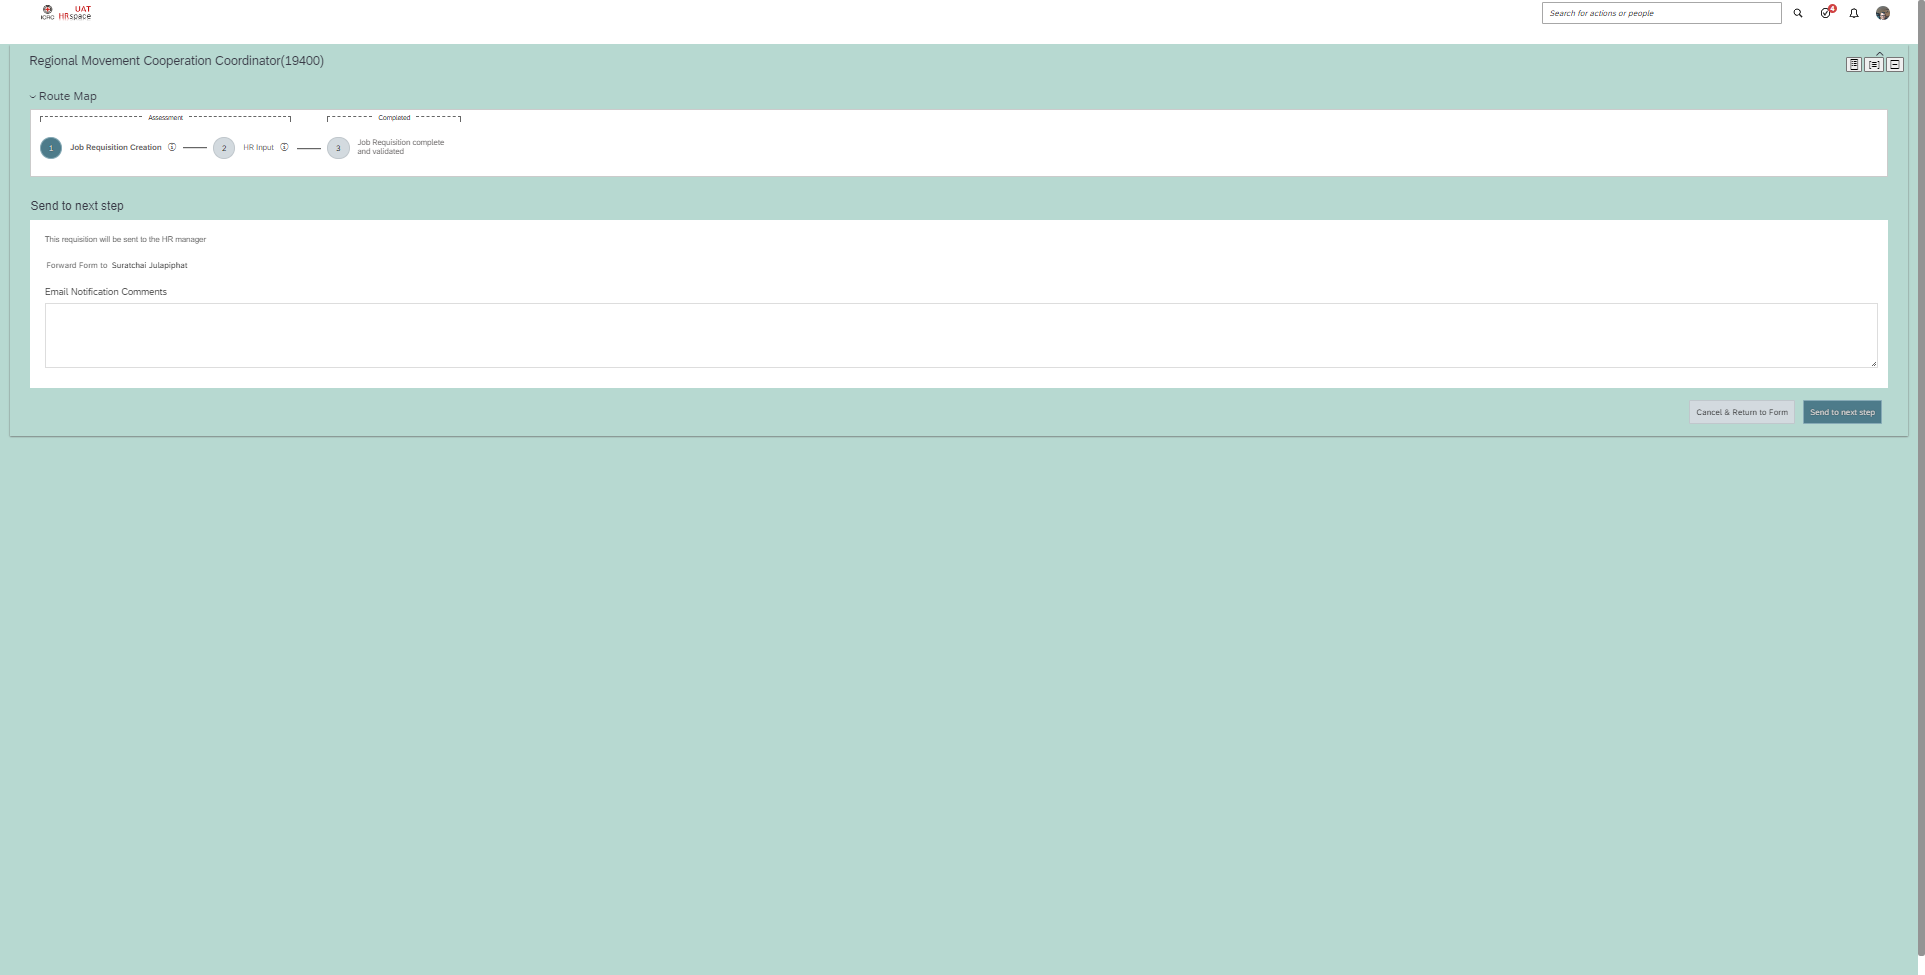 ICRC
UAT
HRspace
Search for actions or people
4
Regional Movement Cooperation Coordinator(19400)
Route Map
Assessment
Completed
1
Job Requisition Creation
2
HR Input
3
Job Requisition complete
and validated
Send to next step
This requisition will be sent to the HR manager
Forward Form to Suratchai Julapiphat
Email Notification Comments
Cancel & Return to Form
Send to next step